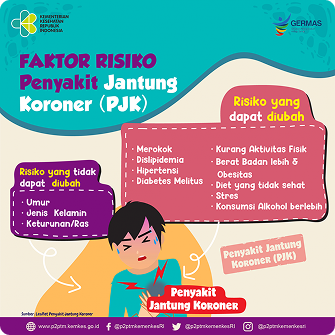 KEMENTERIAN
KESEHATAN
REPUBLIK
INDONESIA
GERMAS
FAKTOR RISIKO
Penyakit Jantung
Koroner (PJK)
Risiko yang
dapat diubah
• Merokok
• Dislipidemia
• Hipertensi
• Diabetes Melitus
• Kurang Aktivitas Fisik
• Berat Badan lebih &
Obesitas
• Diet yang tidak sehat
• Stres
• Konsumsi Alkohol berlebih
Risiko yang tidak
dapat diubah
• Umur
• Jenis Kelamin
• Keturunan/Ras
Penyakit Jantung
Koroner (PJK)
Penyakit
Jantung Koroner
Sumber: Leaflet Penyakit Jantung Koroner
www.p2ptm.kemkes.go.id
@p2ptmkemenkesRI
@p2ptmkemenkesri